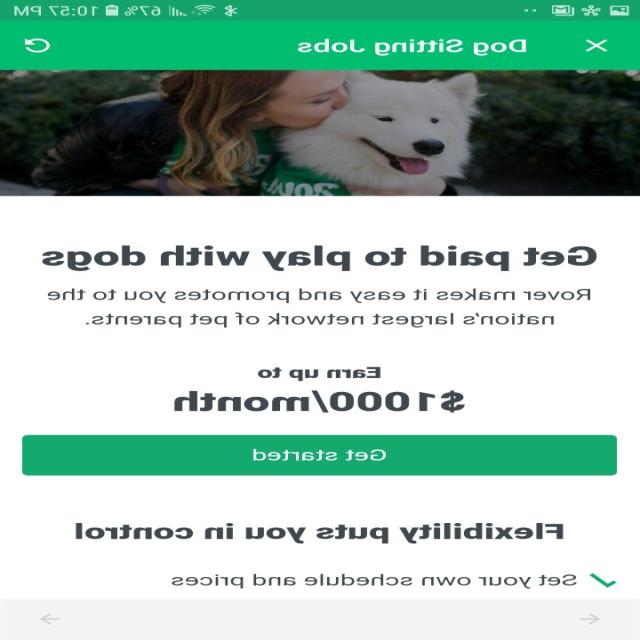 67% 10:57 PM
Dog Sitting Jobs
Get paid to play with dogs
Rover makes it easy and promotes you to the
nation's largest network of pet parents.
Earn up to
$1000/month
Get started
Flexibility puts you in control
Set your own schedule and prices